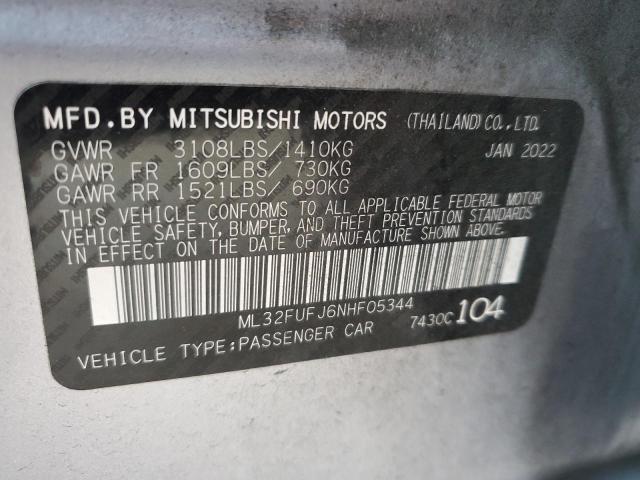 MFD.BY MITSUBISHI MOTORS (THAILAND)CO.,LTD.
GVWR 3108LBS/1410KG JAN 2022
GAWR FR 1609LBS/ 730KG
GAWR RR 1521LBS/ 690KG
THIS VEHICLE CONFORMS TO ALL APPLICABLE FEDERAL MOTOR
VEHICLE SAFETY, BUMPER, AND THEFT PREVENTION STANDARDS
IN EFFECT ON THE DATE OF MANUFACTURE SHOWN ABOVE.
ML32FUFJ6NHF05344
VEHICLE TYPE:PASSENGER CAR 7430C 104